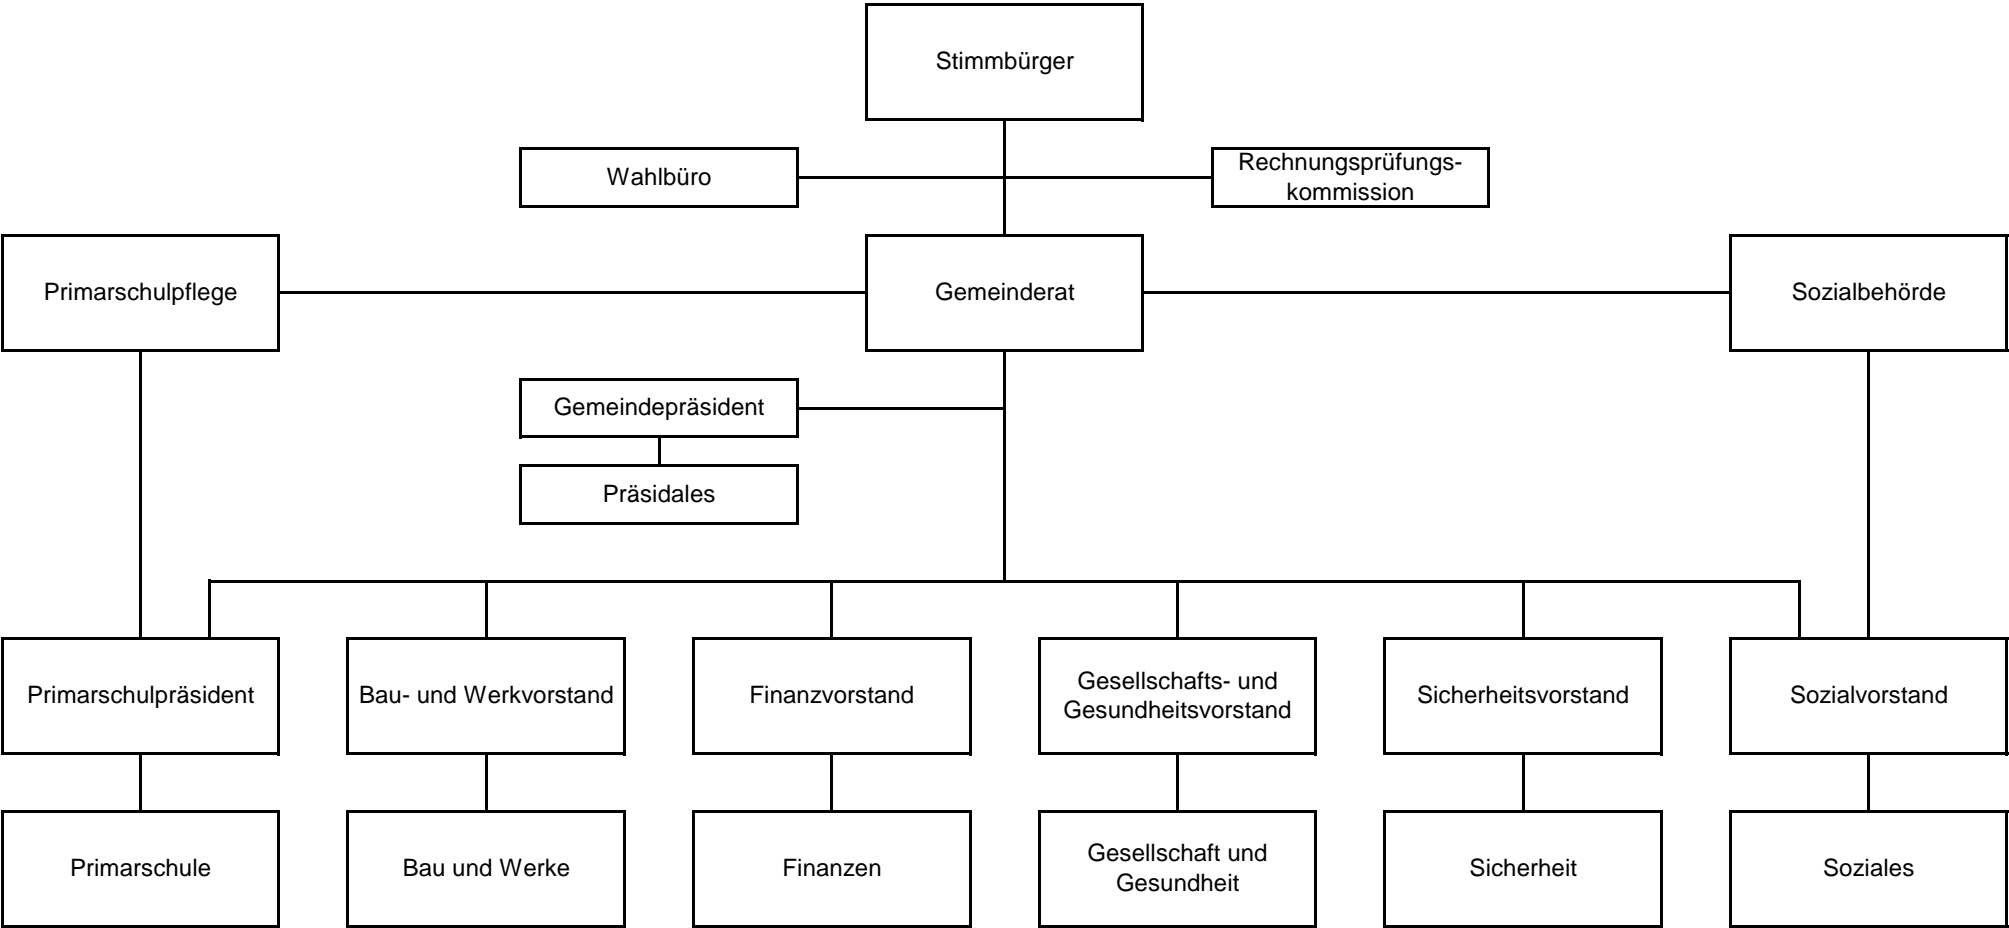 Stimmbürger
Wahlbüro
Rechnungsprüfungs-
kommission
Primarschulpflege
Gemeinderat
Sozialbehörde
Gemeindepräsident
Präsidales
Primarschulpräsident
Bau- und Werkvorstand
Finanzvorstand
Gesellschafts- und
Gesundheitsvorstand
Sicherheitsvorstand
Sozialvorstand
Primarschule
Bau und Werke
Finanzen
Gesellschaft und
Gesundheit
Sicherheit
Soziales